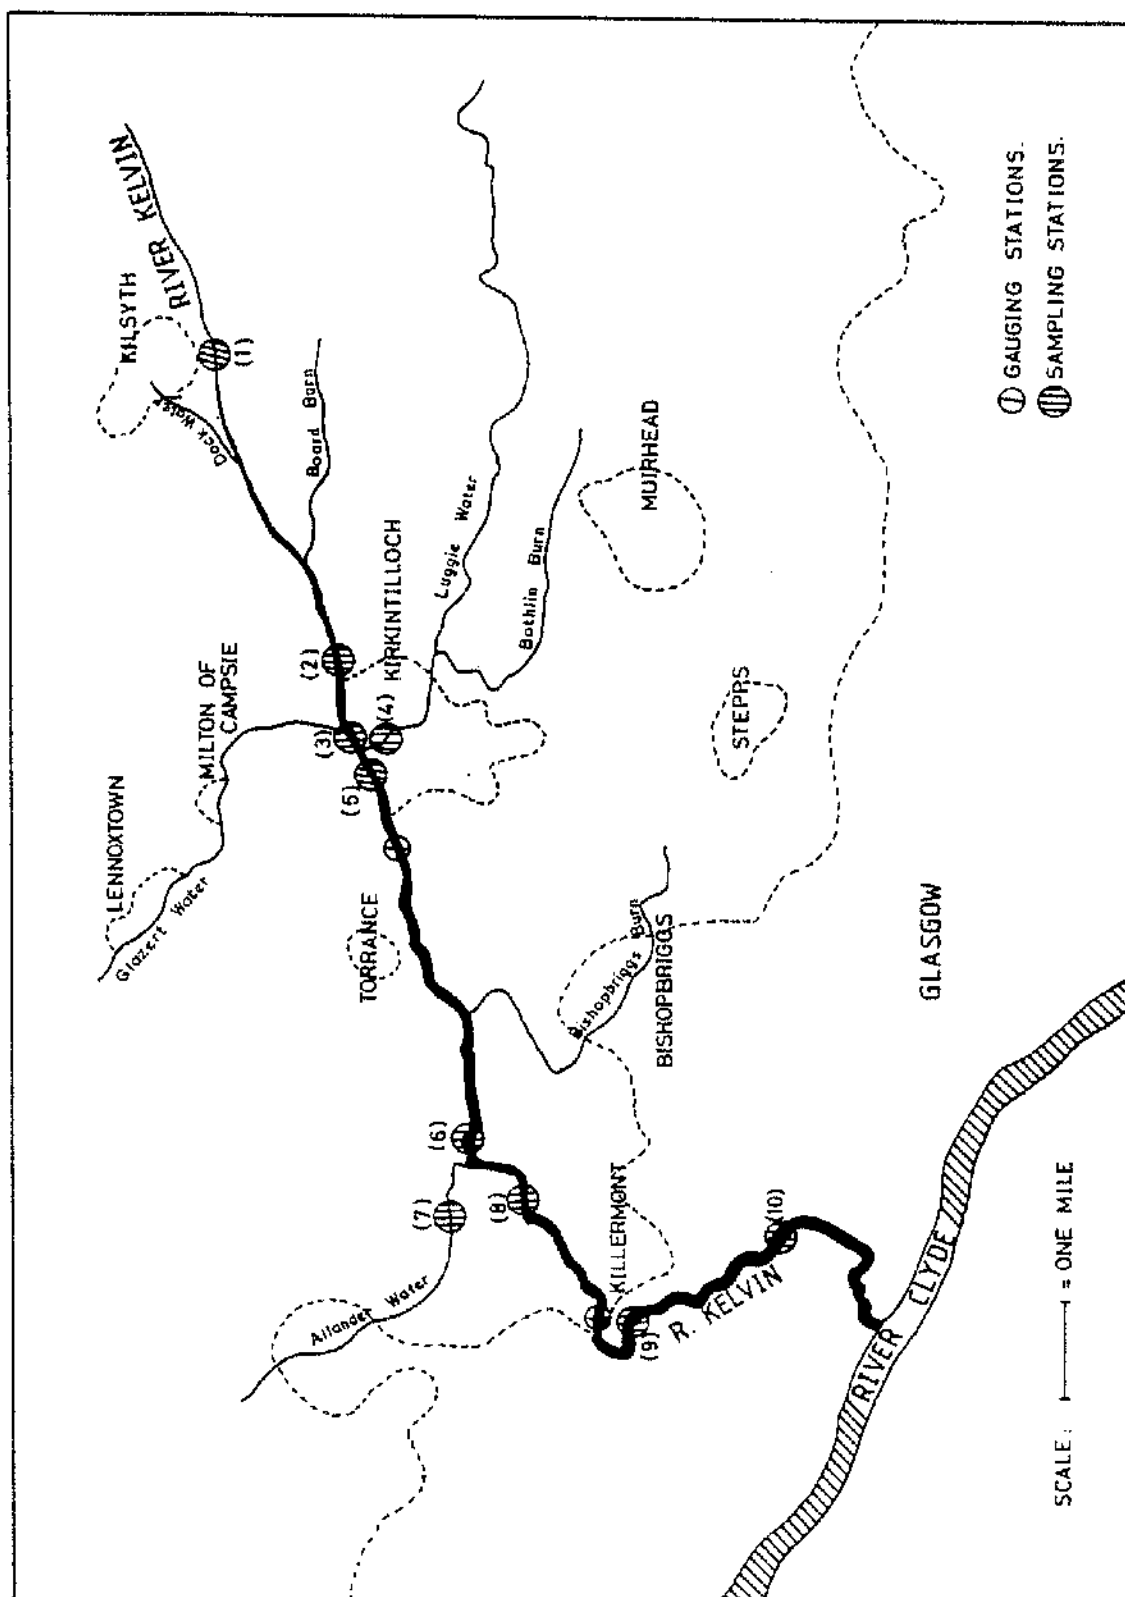 LENNOXTOWN
Glazert Water
MILTON OF
CAMPSIE
KILSYTH
RIVER KELVIN
Dock Water
(1)
Board Burn
(2)
(3)
(4)
(5)
KIRKINTILLOCH
Luggie Water
Bothlin Burn
TORRANCE
MUIRHEAD
STEPPS
Bishopbriggs Burn
BISHOPBRIGGS
(6)
(7)
(8)
Allander Water
KILLERMONT
(9)
R. KELVIN
(10)
GLASGOW
RIVER CLYDE
GAUGING STATIONS.
SAMPLING STATIONS.
SCALE: = ONE MILE